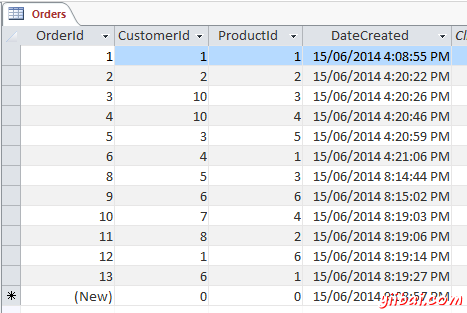 Orders
OrderId CustomerId ProductId DateCreated Cl
1 1 1 15/06/2014 4:08:55 PM
2 2 2 15/06/2014 4:20:22 PM
3 10 3 15/06/2014 4:20:26 PM
4 10 4 15/06/2014 4:20:46 PM
5 3 5 15/06/2014 4:20:59 PM
6 4 1 15/06/2014 4:21:06 PM
8 5 3 15/06/2014 8:14:44 PM
9 6 6 15/06/2014 8:15:02 PM
10 7 4 15/06/2014 8:19:03 PM
11 8 2 15/06/2014 8:19:06 PM
12 1 6 15/06/2014 8:19:14 PM
13 6 1 15/06/2014 8:19:27 PM
(New) 0 0 15/06/2014 PM
yiibai.com